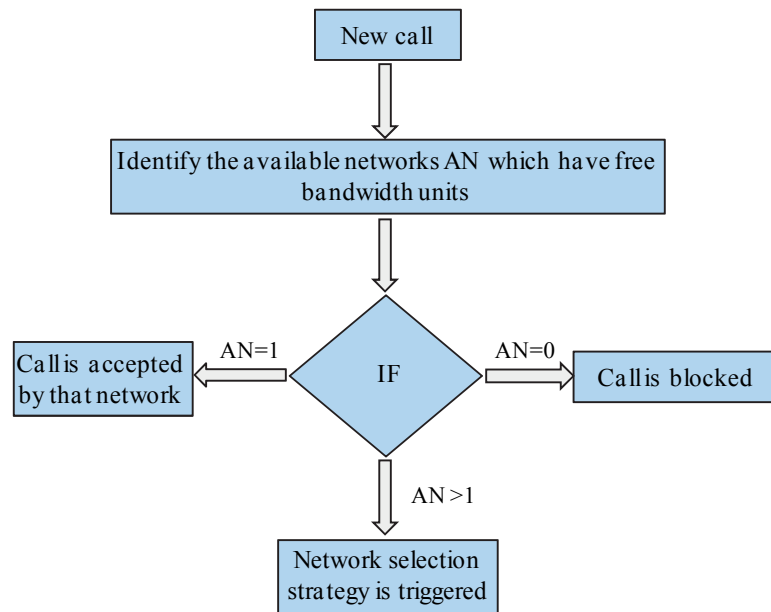 New call
Identify the available networks AN which have free
bandwidth units
AN=1
AN=0
Call is accepted
by that network
IF
Call is blocked
AN >1
Network selection
strategy is triggered